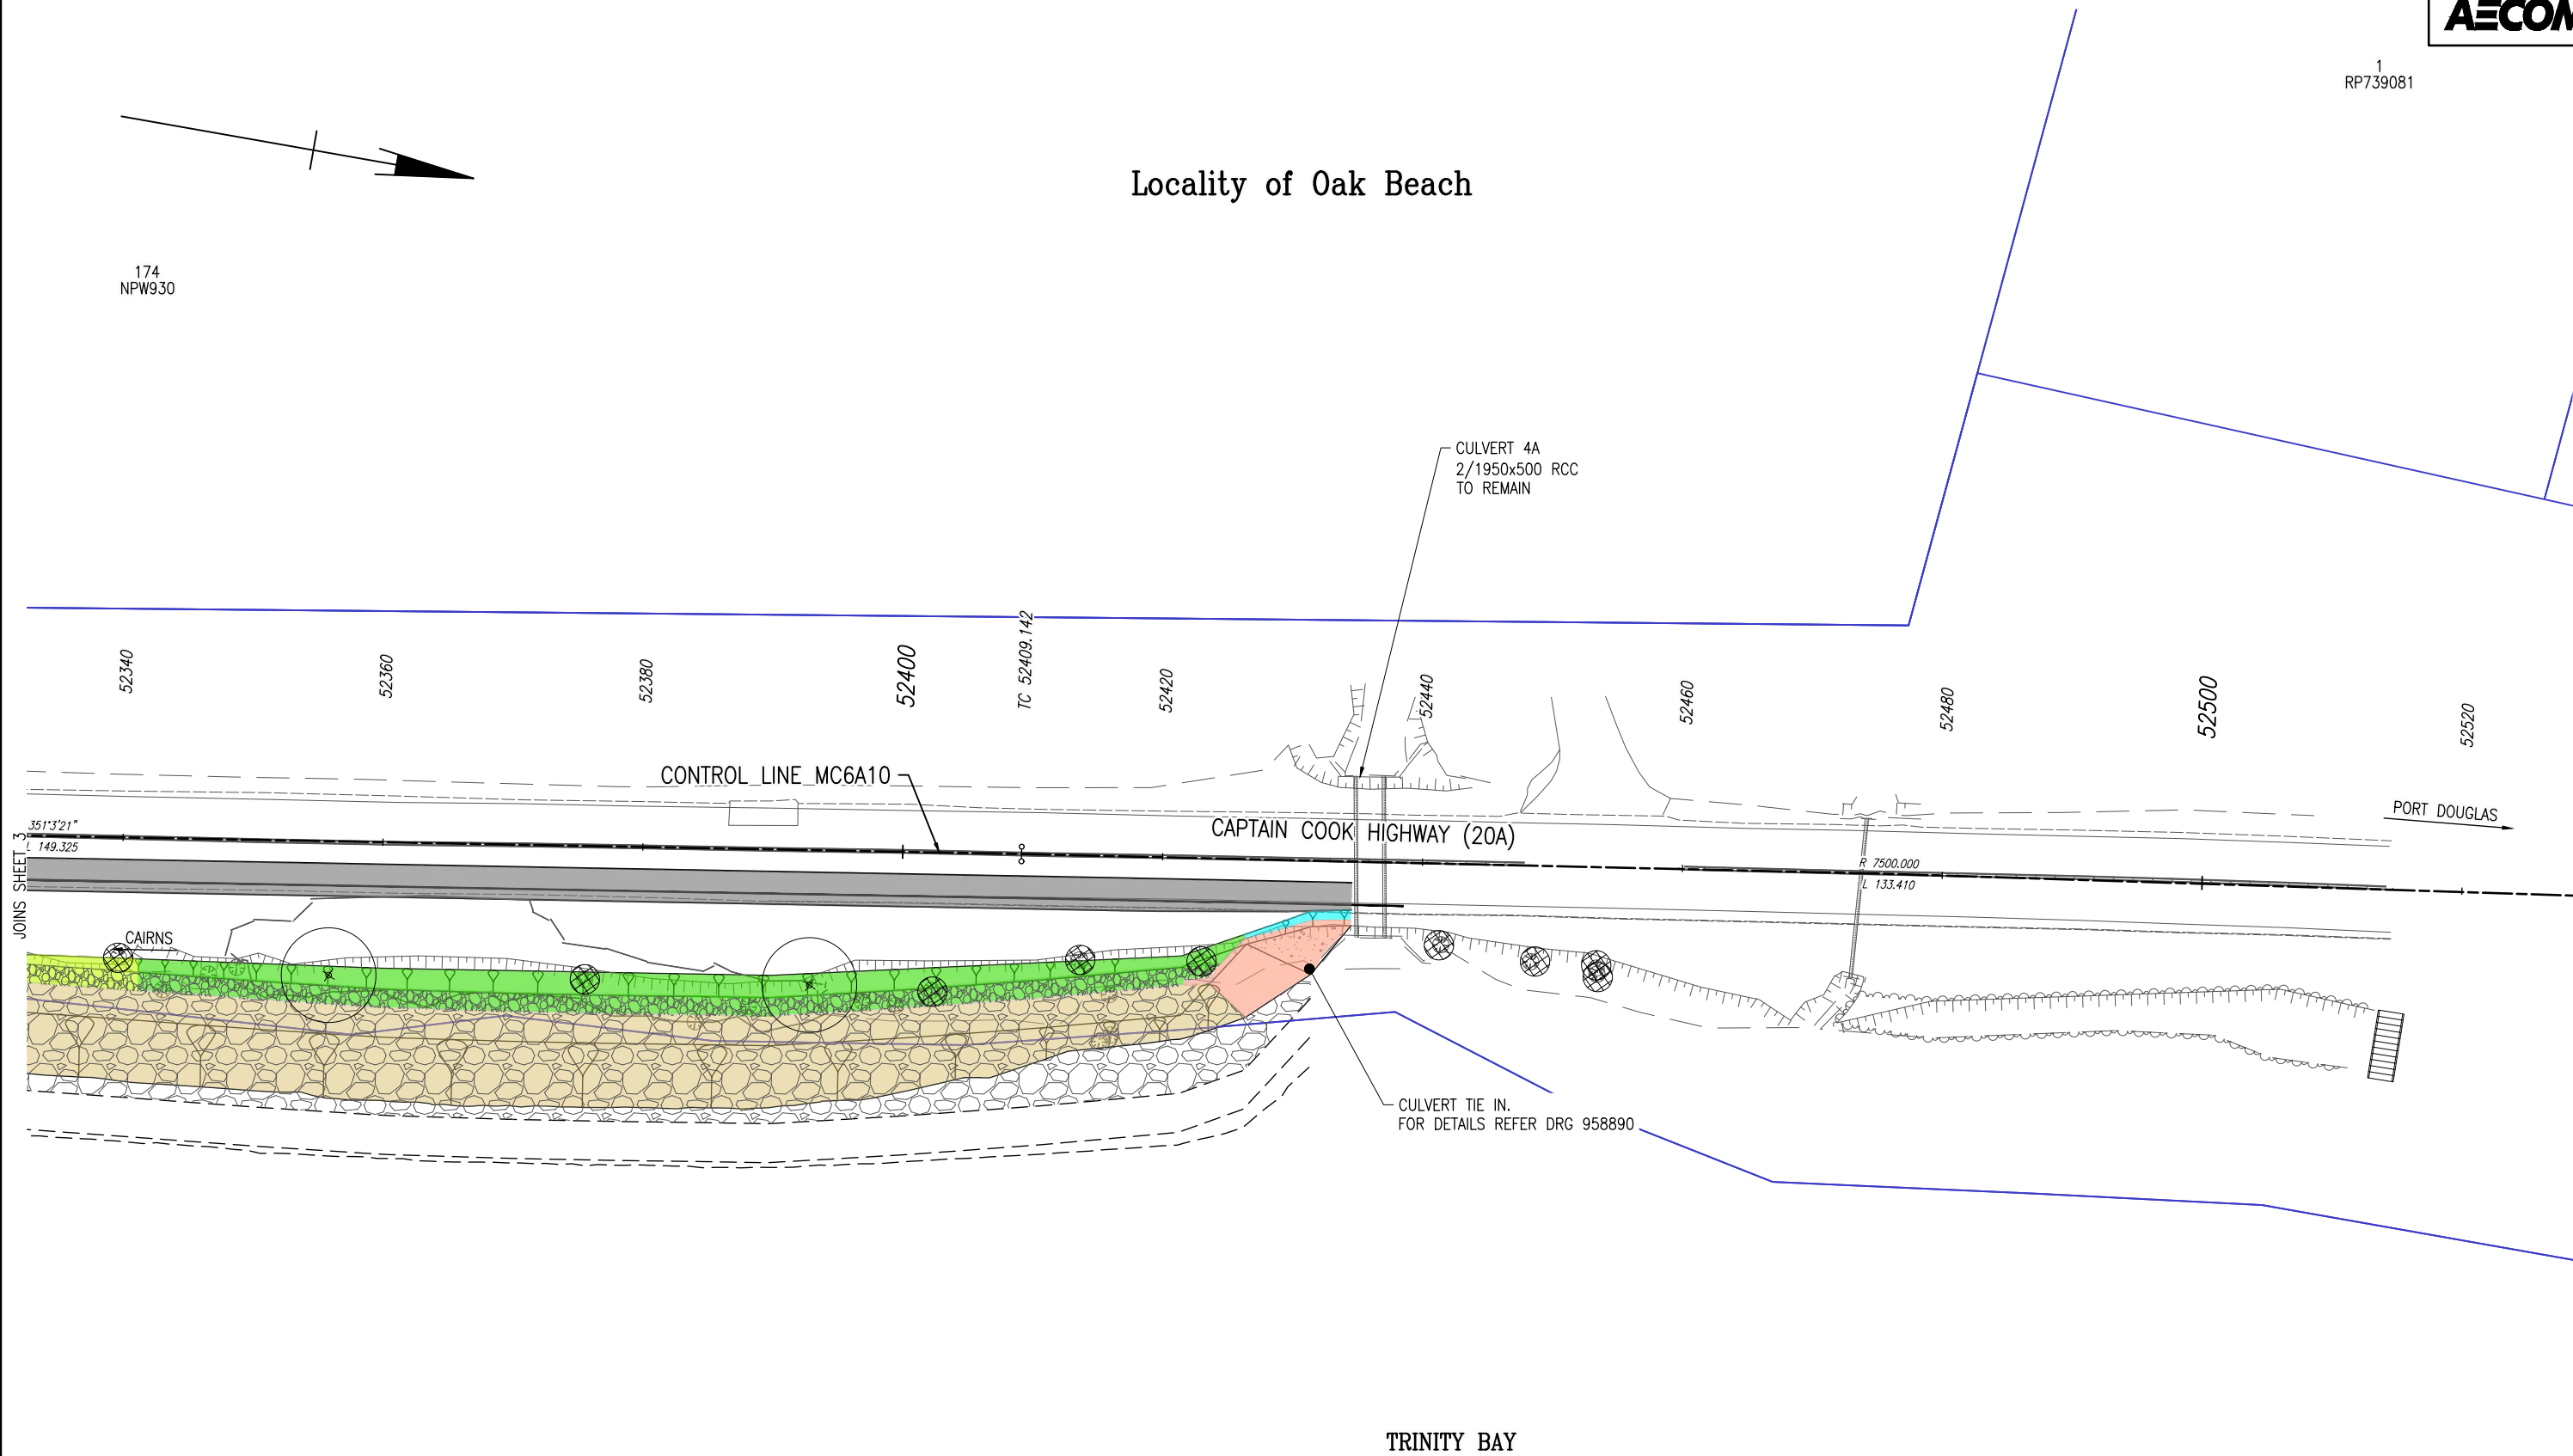 AECOM
1
RP739081
Locality of Oak Beach
174
NPW930
CULVERT 4A
2/1950x500 RCC
TO REMAIN
52340
52360
52380
52400
TC 52409.142
52420
52440
52460
52480
52500
52520
CONTROL LINE MC6A10
CAPTAIN COOK HIGHWAY (20A)
PORT DOUGLAS
351°3'21"
L 149.325
R 7500.000
L 133.410
JOINS SHEET 3
CAIRNS
CULVERT TIE IN.
FOR DETAILS REFER DRG 958890
TRINITY BAY